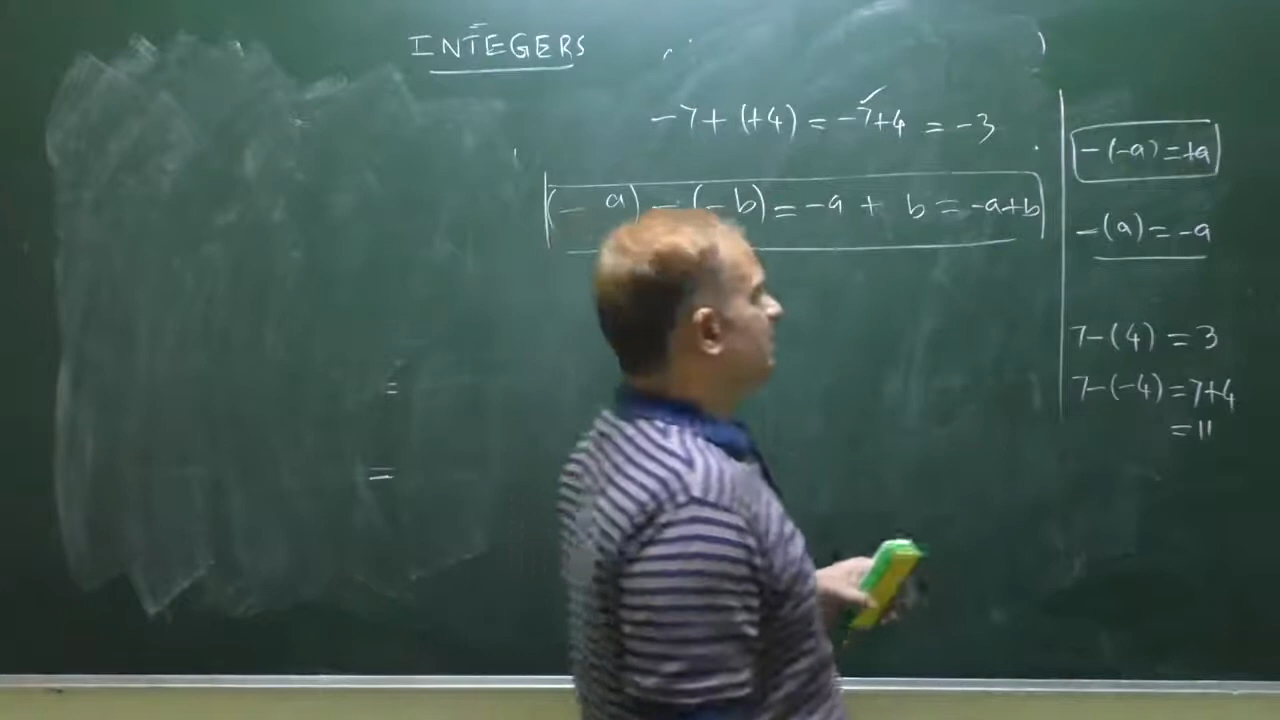 INTEGERS
-7+(+4) = -7+4 = -3
(- a) - (- b) = -a + b = -a+b
=
=
-(-a) = +a
-(a) = -a
7-(4) = 3
7-(-4) = 7+4
= 11